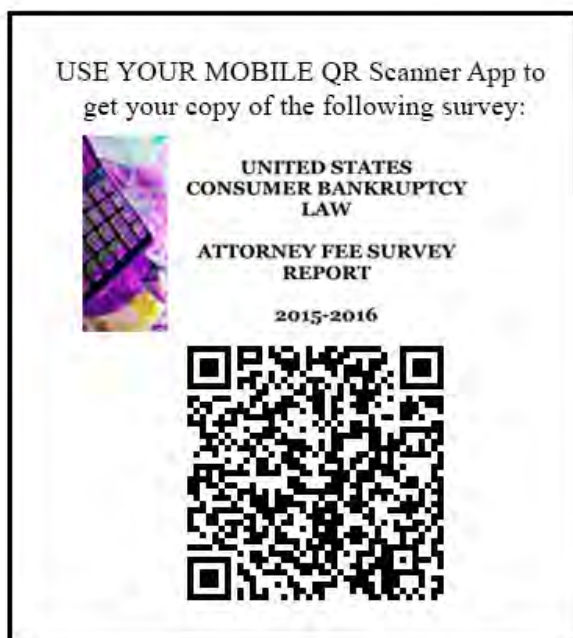 USE YOUR MOBILE QR Scanner App to
get your copy of the following survey:
UNITED STATES
CONSUMER BANKRUPTCY
LAW
ATTORNEY FEE SURVEY
REPORT
2015-2016